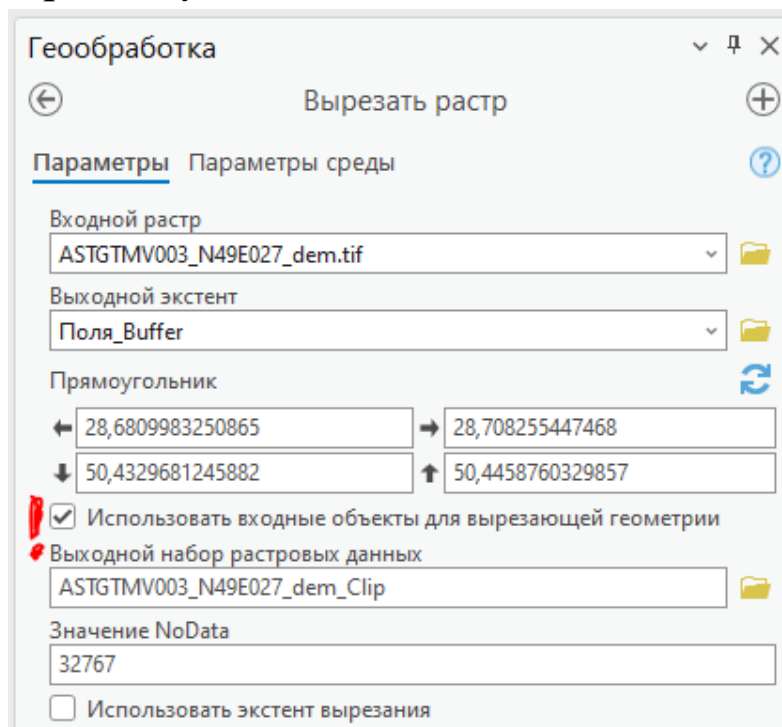 Геообработка
Вырезать растр
Параметры Параметры среды
Входной растр
ASTGTMV003_N49E027_dem.tif
Выходной экстент
Поля_Buffer
Прямоугольник
28,6809983250865 28,708255447468
50,4329681245882 50,4458760329857
Использовать входные объекты для вырезающей геометрии
Выходной набор растровых данных
ASTGTMV003_N49E027_dem_Clip
Значение NoData
32767
Использовать экстент вырезания